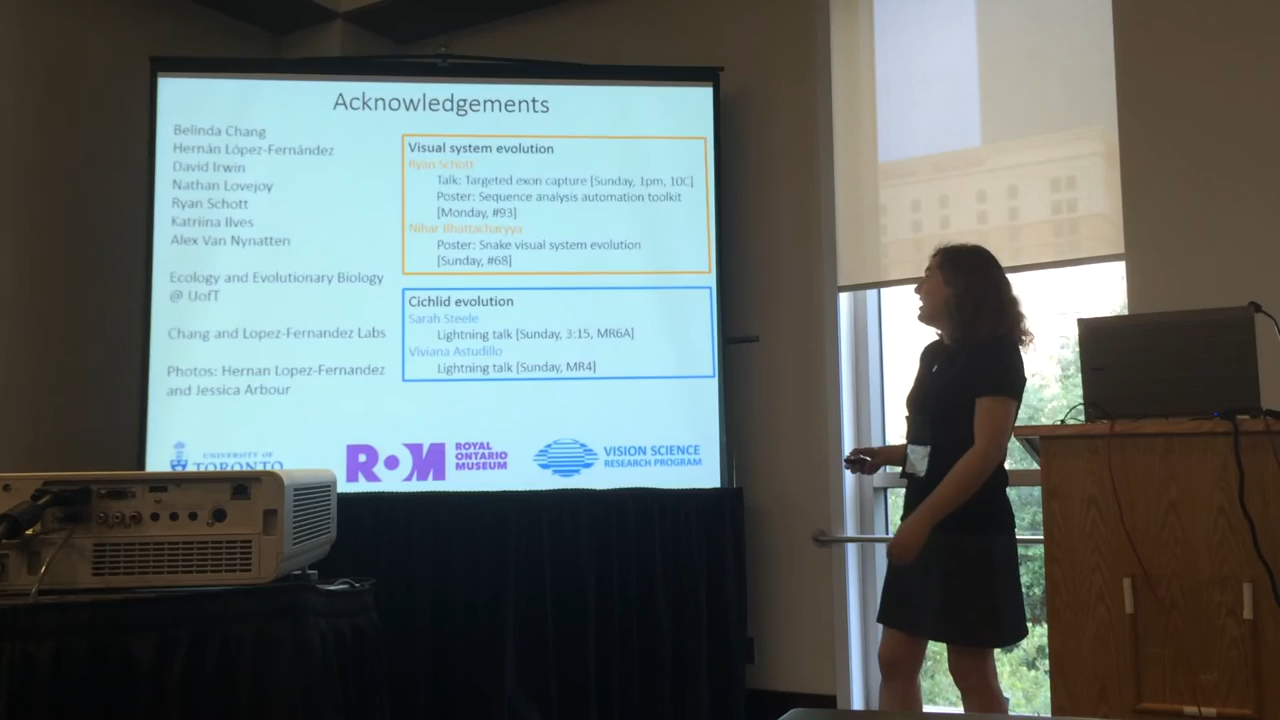 Acknowledgements
Belinda Chang
Hernán López-Fernández
David Irwin
Nathan Lovejoy
Ryan Schott
Katriina Ilves
Alex Van Nynatten
Ecology and Evolutionary Biology
@ UofT
Chang and Lopez-Fernandez Labs
Photos: Hernan Lopez-Fernandez
and Jessica Arbour
Visual system evolution
Ryan Schott
Talk: Targeted exon capture [Sunday, 1pm, 10C]
Poster: Sequence analysis automation toolkit
[Monday, #93]
Nihar Bhattacharyya
Poster: Snake visual system evolution
[Sunday, #68]
Cichlid evolution
Sarah Steele
Lightning talk [Sunday, 3:15, MR6A]
Viviana Astudillo
Lightning talk [Sunday, MR4]
UNIVERSITY OF
TORONTO
ROM
ROYAL
ONTARIO
MUSEUM
VISION SCIENCE
RESEARCH PROGRAM